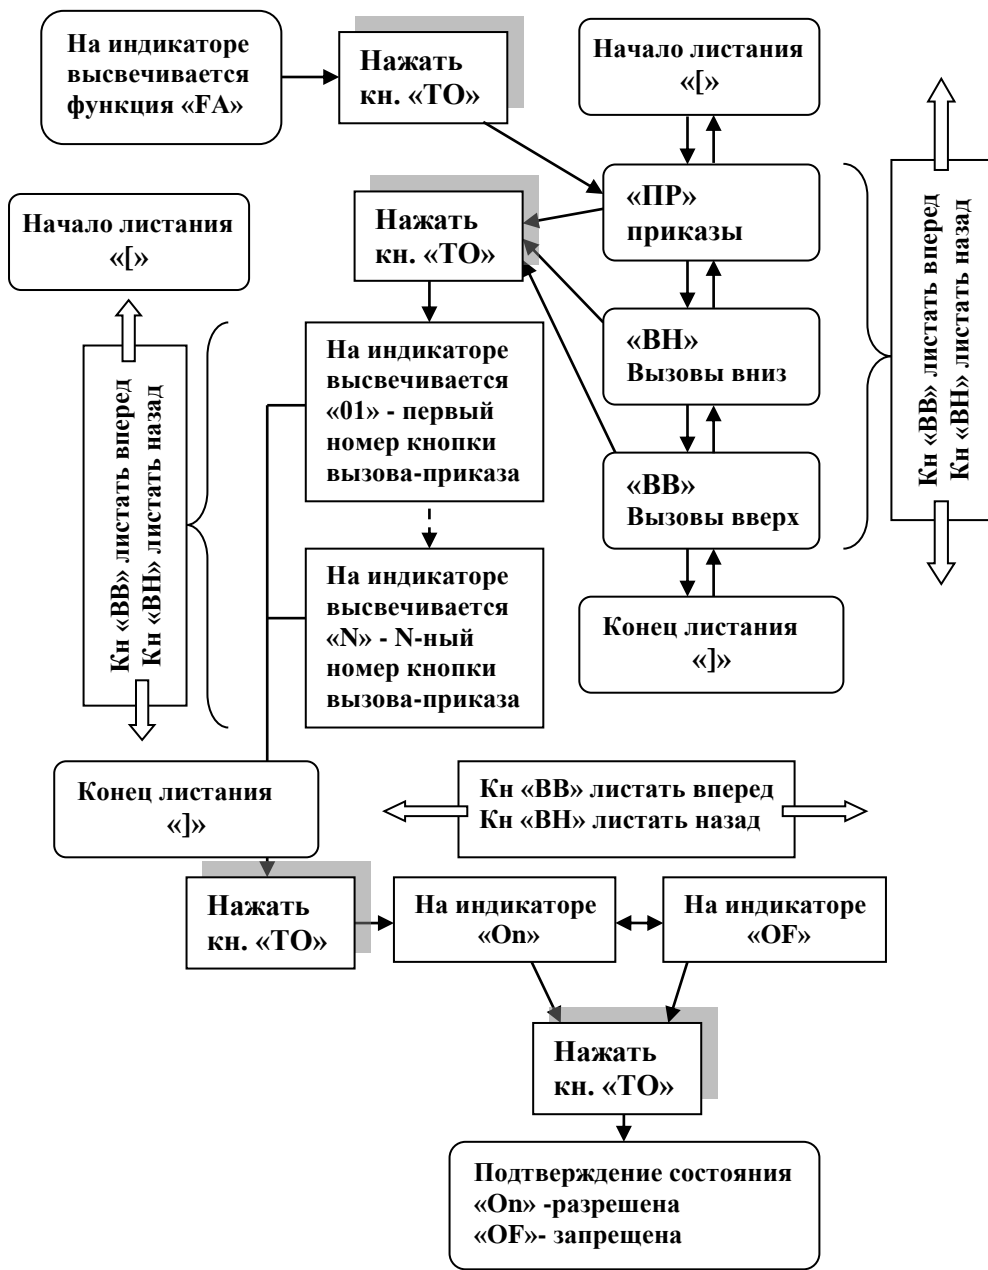 На индикаторе
высвечивается
функция «FA»
Нажать
кн. «ТО»
Начало листания
«[»
«ПР»
приказы
Кн «ВВ» листать вперед
Кн «ВН» листать назад
Начало листания
«[»
Нажать
кн. «ТО»
«ВН»
Вызовы вниз
На индикаторе
высвечивается
«01» - первый
номер кнопки
вызова-приказа
Кн «ВВ» листать вперед
Кн «ВН» листать назад
«ВВ»
Вызовы вверх
На индикаторе
высвечивается
«N» - N-ный
номер кнопки
вызова-приказа
Конец листания
«]»
Конец листания
«]»
Кн «ВВ» листать вперед
Кн «ВН» листать назад
Нажать
кн. «ТО»
На индикаторе
«On»
На индикаторе
«OF»
Нажать
кн. «ТО»
Подтверждение состояния
«On» -разрешена
«OF»- запрещена